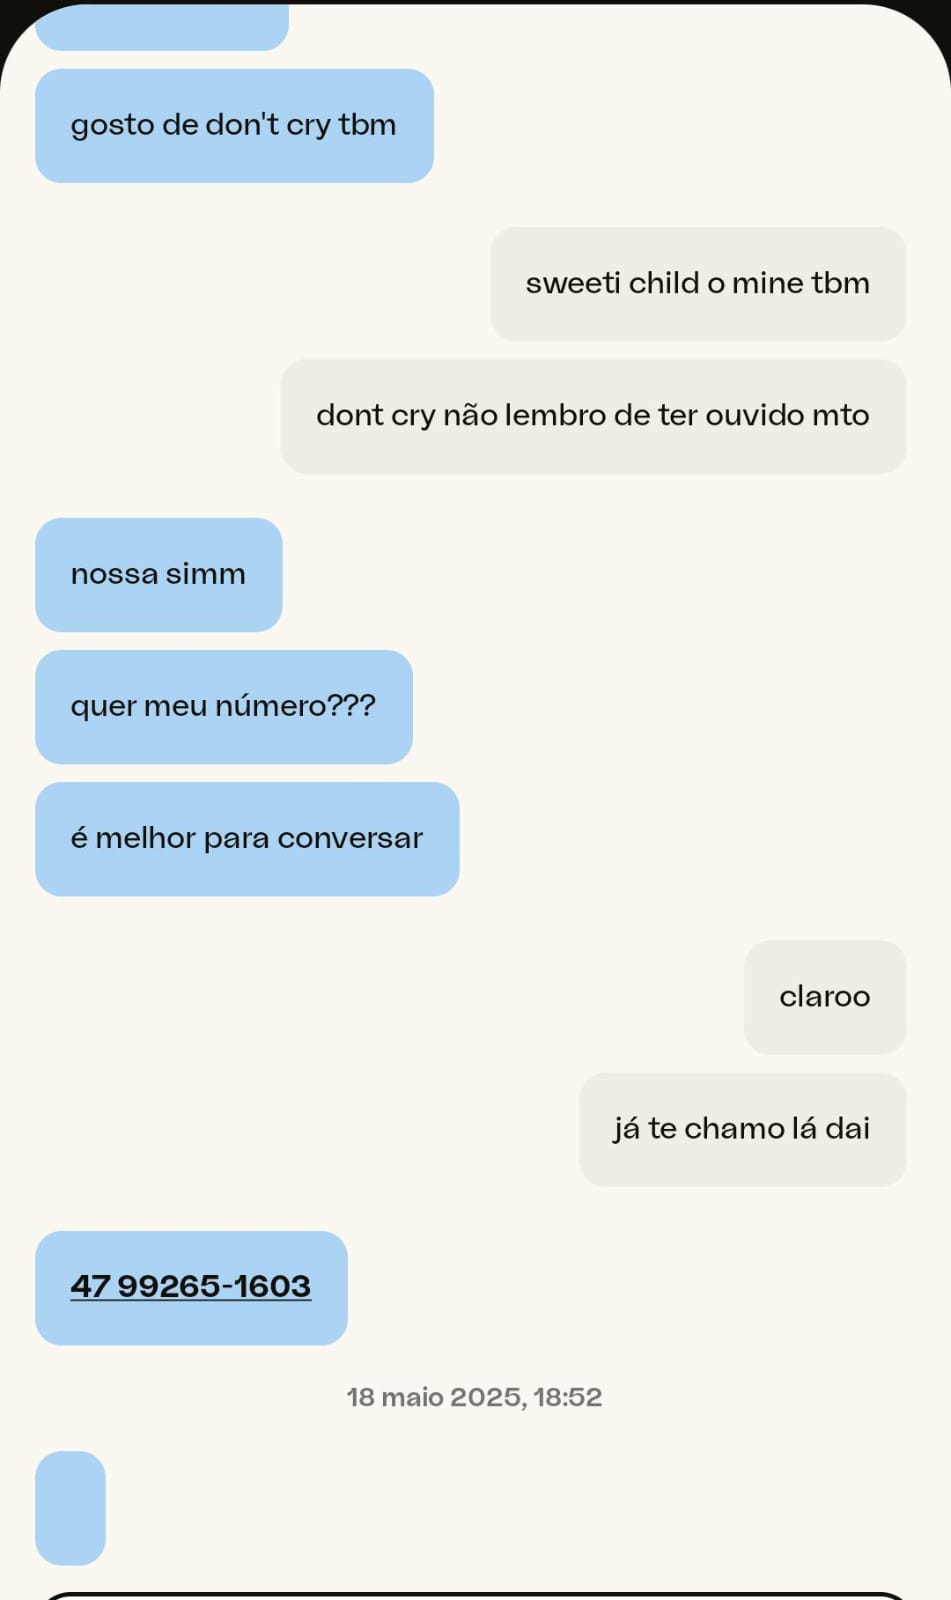 gosto de don't cry tbm
sweeti child o mine tbm
dont cry não lembro de ter ouvido mto
nossa simm
quer meu número???
é melhor para conversar
claroo
já te chamo lá dai
47 99265-1603
18 maio 2025, 18:52